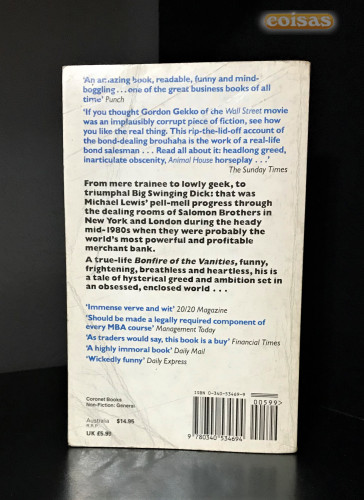 eoisas
'An amazing book, readable, funny and mind-
boggling . . . one of the great business books of all
time' Punch
'If you thought Gordon Gekko of the Wall Street movie
was an implausibly corrupt piece of fiction, see how
you like the real thing. This rip-the-lid-off account of
the bond-dealing brouhaha is the work of a real-life
bond salesman . . . Read all about it: headlong greed,
inarticulate obscenity, Animal House horseplay . . .'
The Sunday Times
From mere trainee to lowly geek, to
triumphal Big Swinging Dick: that was
Michael Lewis' pell-mell progress through
the dealing rooms of Salomon Brothers in
New York and London during the heady
mid-1980s when they were probably the
world's most powerful and profitable
merchant bank.
A true-life Bonfire of the Vanities, funny,
frightening, breathless and heartless, his is
a tale of hysterical greed and ambition set in
an obsessed, enclosed world . . .
'Immense verve and wit' 20/20 Magazine
'Should be made a legally required component of
every MBA course' Management Today
'As traders would say, this book is a buy' Financial Times
'A highly immoral book' Daily Mail
'Wickedly funny' Daily Express
Coronet Books
Non-Fiction: General
Australia $14.95
R.R.P.
UK £5.99
ISBN 0-340-53469-9
00599>
9 780340 534694